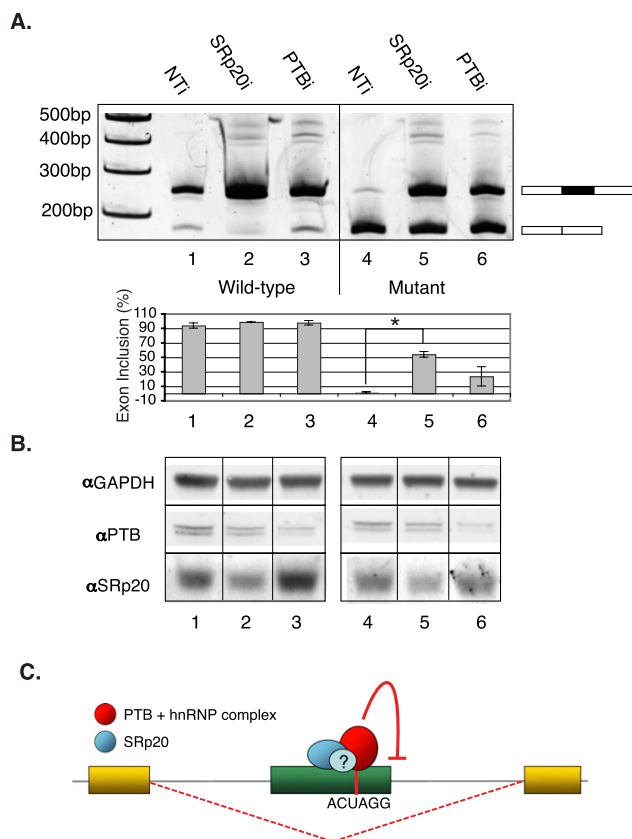 A.
NTi SRp20i PTBi NTi SRp20i PTBi
500bp
400bp
300bp
200bp
1 2 3 4 5 6
Wild-type Mutant
Exon Inclusion (%)
110
90
70
50
30
10
-10
*
1 2 3 4 5 6
B.
αGAPDH
αPTB
αSRp20
1 2 3 4 5 6
C.
PTB + hnRNP complex
SRp20
?
ACUAGG